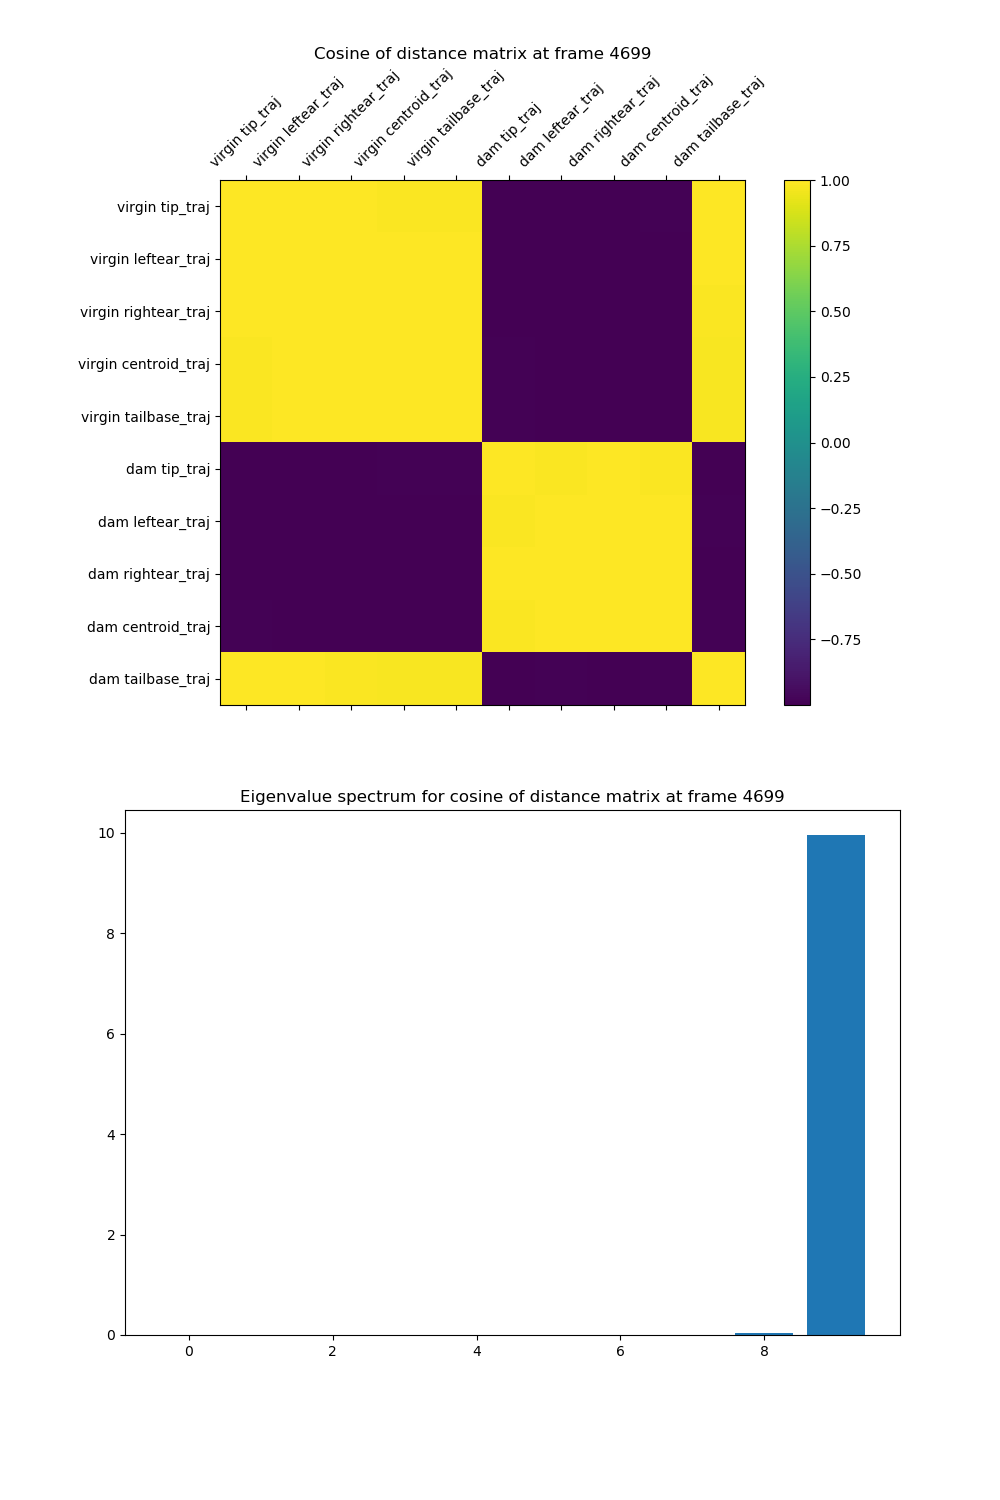 Cosine of distance matrix at frame 4699
virgin tip_traj
virgin leftear_traj
virgin rightear_traj
virgin centroid_traj
virgin tailbase_traj
dam tip_traj
dam leftear_traj
dam rightear_traj
dam centroid_traj
dam tailbase_traj
virgin tip_traj
virgin leftear_traj
virgin rightear_traj
virgin centroid_traj
virgin tailbase_traj
dam tip_traj
dam leftear_traj
dam rightear_traj
dam centroid_traj
dam tailbase_traj
1.00
0.75
0.50
0.25
0.00
−0.25
−0.50
−0.75
Eigenvalue spectrum for cosine of distance matrix at frame 4699
10
8
6
4
2
0
0 2 4 6 8